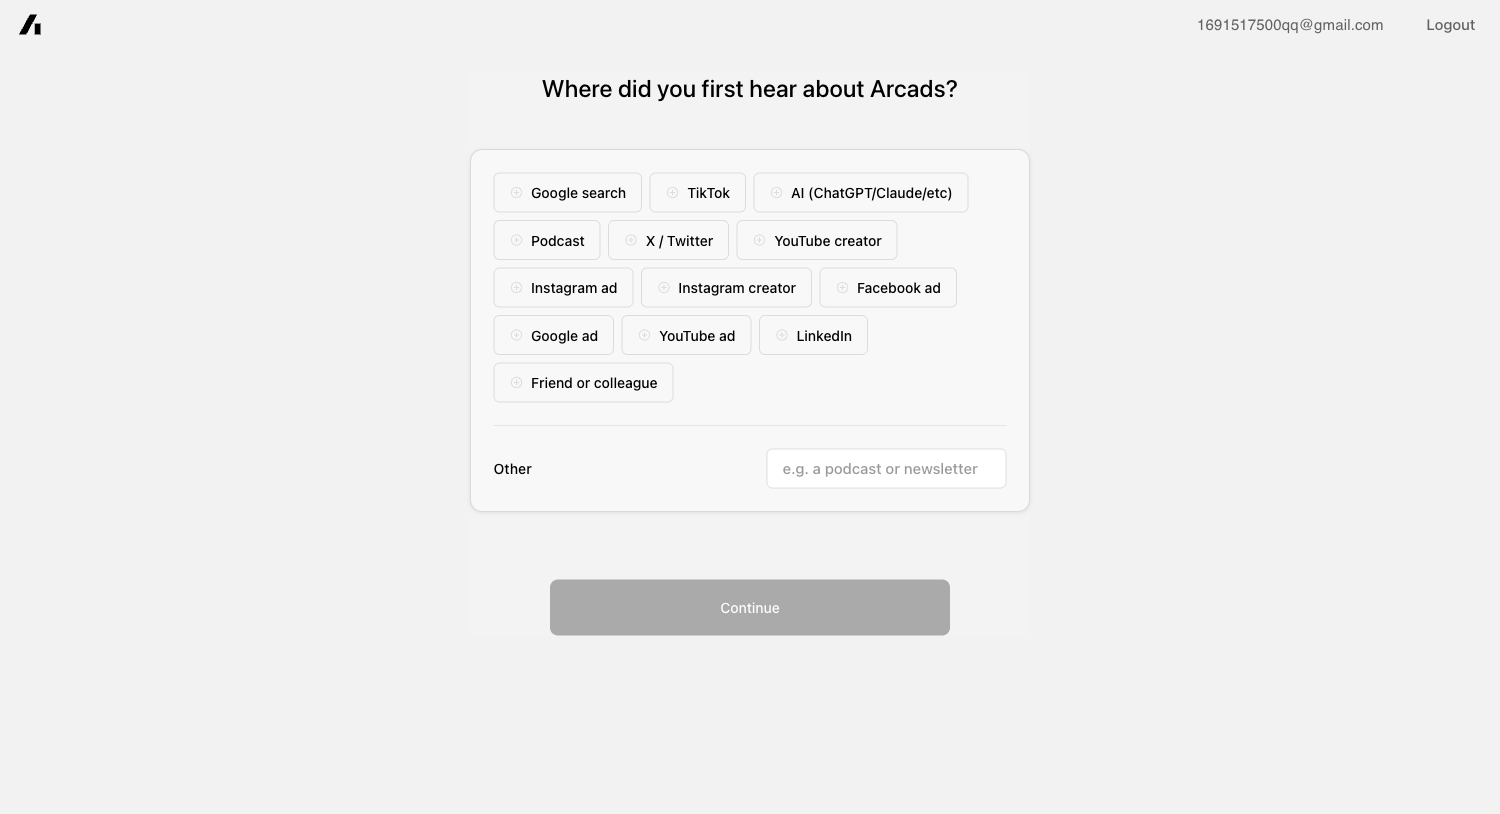 1691517500qq@gmail.com Logout
Where did you first hear about Arcads?
Google search TikTok AI (ChatGPT/Claude/etc)
Podcast X / Twitter YouTube creator
Instagram ad Instagram creator Facebook ad
Google ad YouTube ad LinkedIn
Friend or colleague
Other e.g. a podcast or newsletter
Continue